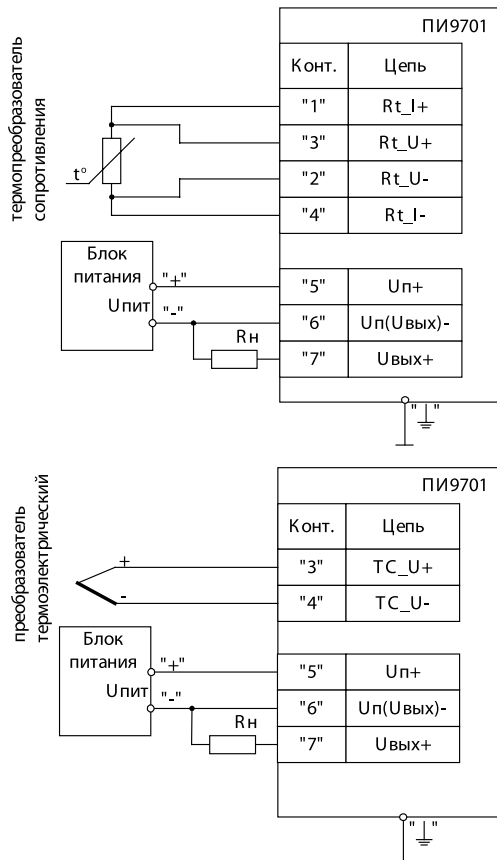 ПИ9701
Конт. Цепь
"1" Rt_I+
"3" Rt_U+
"2" Rt_U-
"4" Rt_I-
термопреобразователь
сопротивления
t°
Блок
питания
Uпит
"+"
"-"
Rн
"5" Uп+
"6" Uп(Uвых)-
"7" Uвых+
" "
ПИ9701
Конт. Цепь
"3" TC_U+
"4" TC_U-
преобразователь
термоэлектрический
+
-
Блок
питания
Uпит
"+"
"-"
Rн
"5" Uп+
"6" Uп(Uвых)-
"7" Uвых+
" "